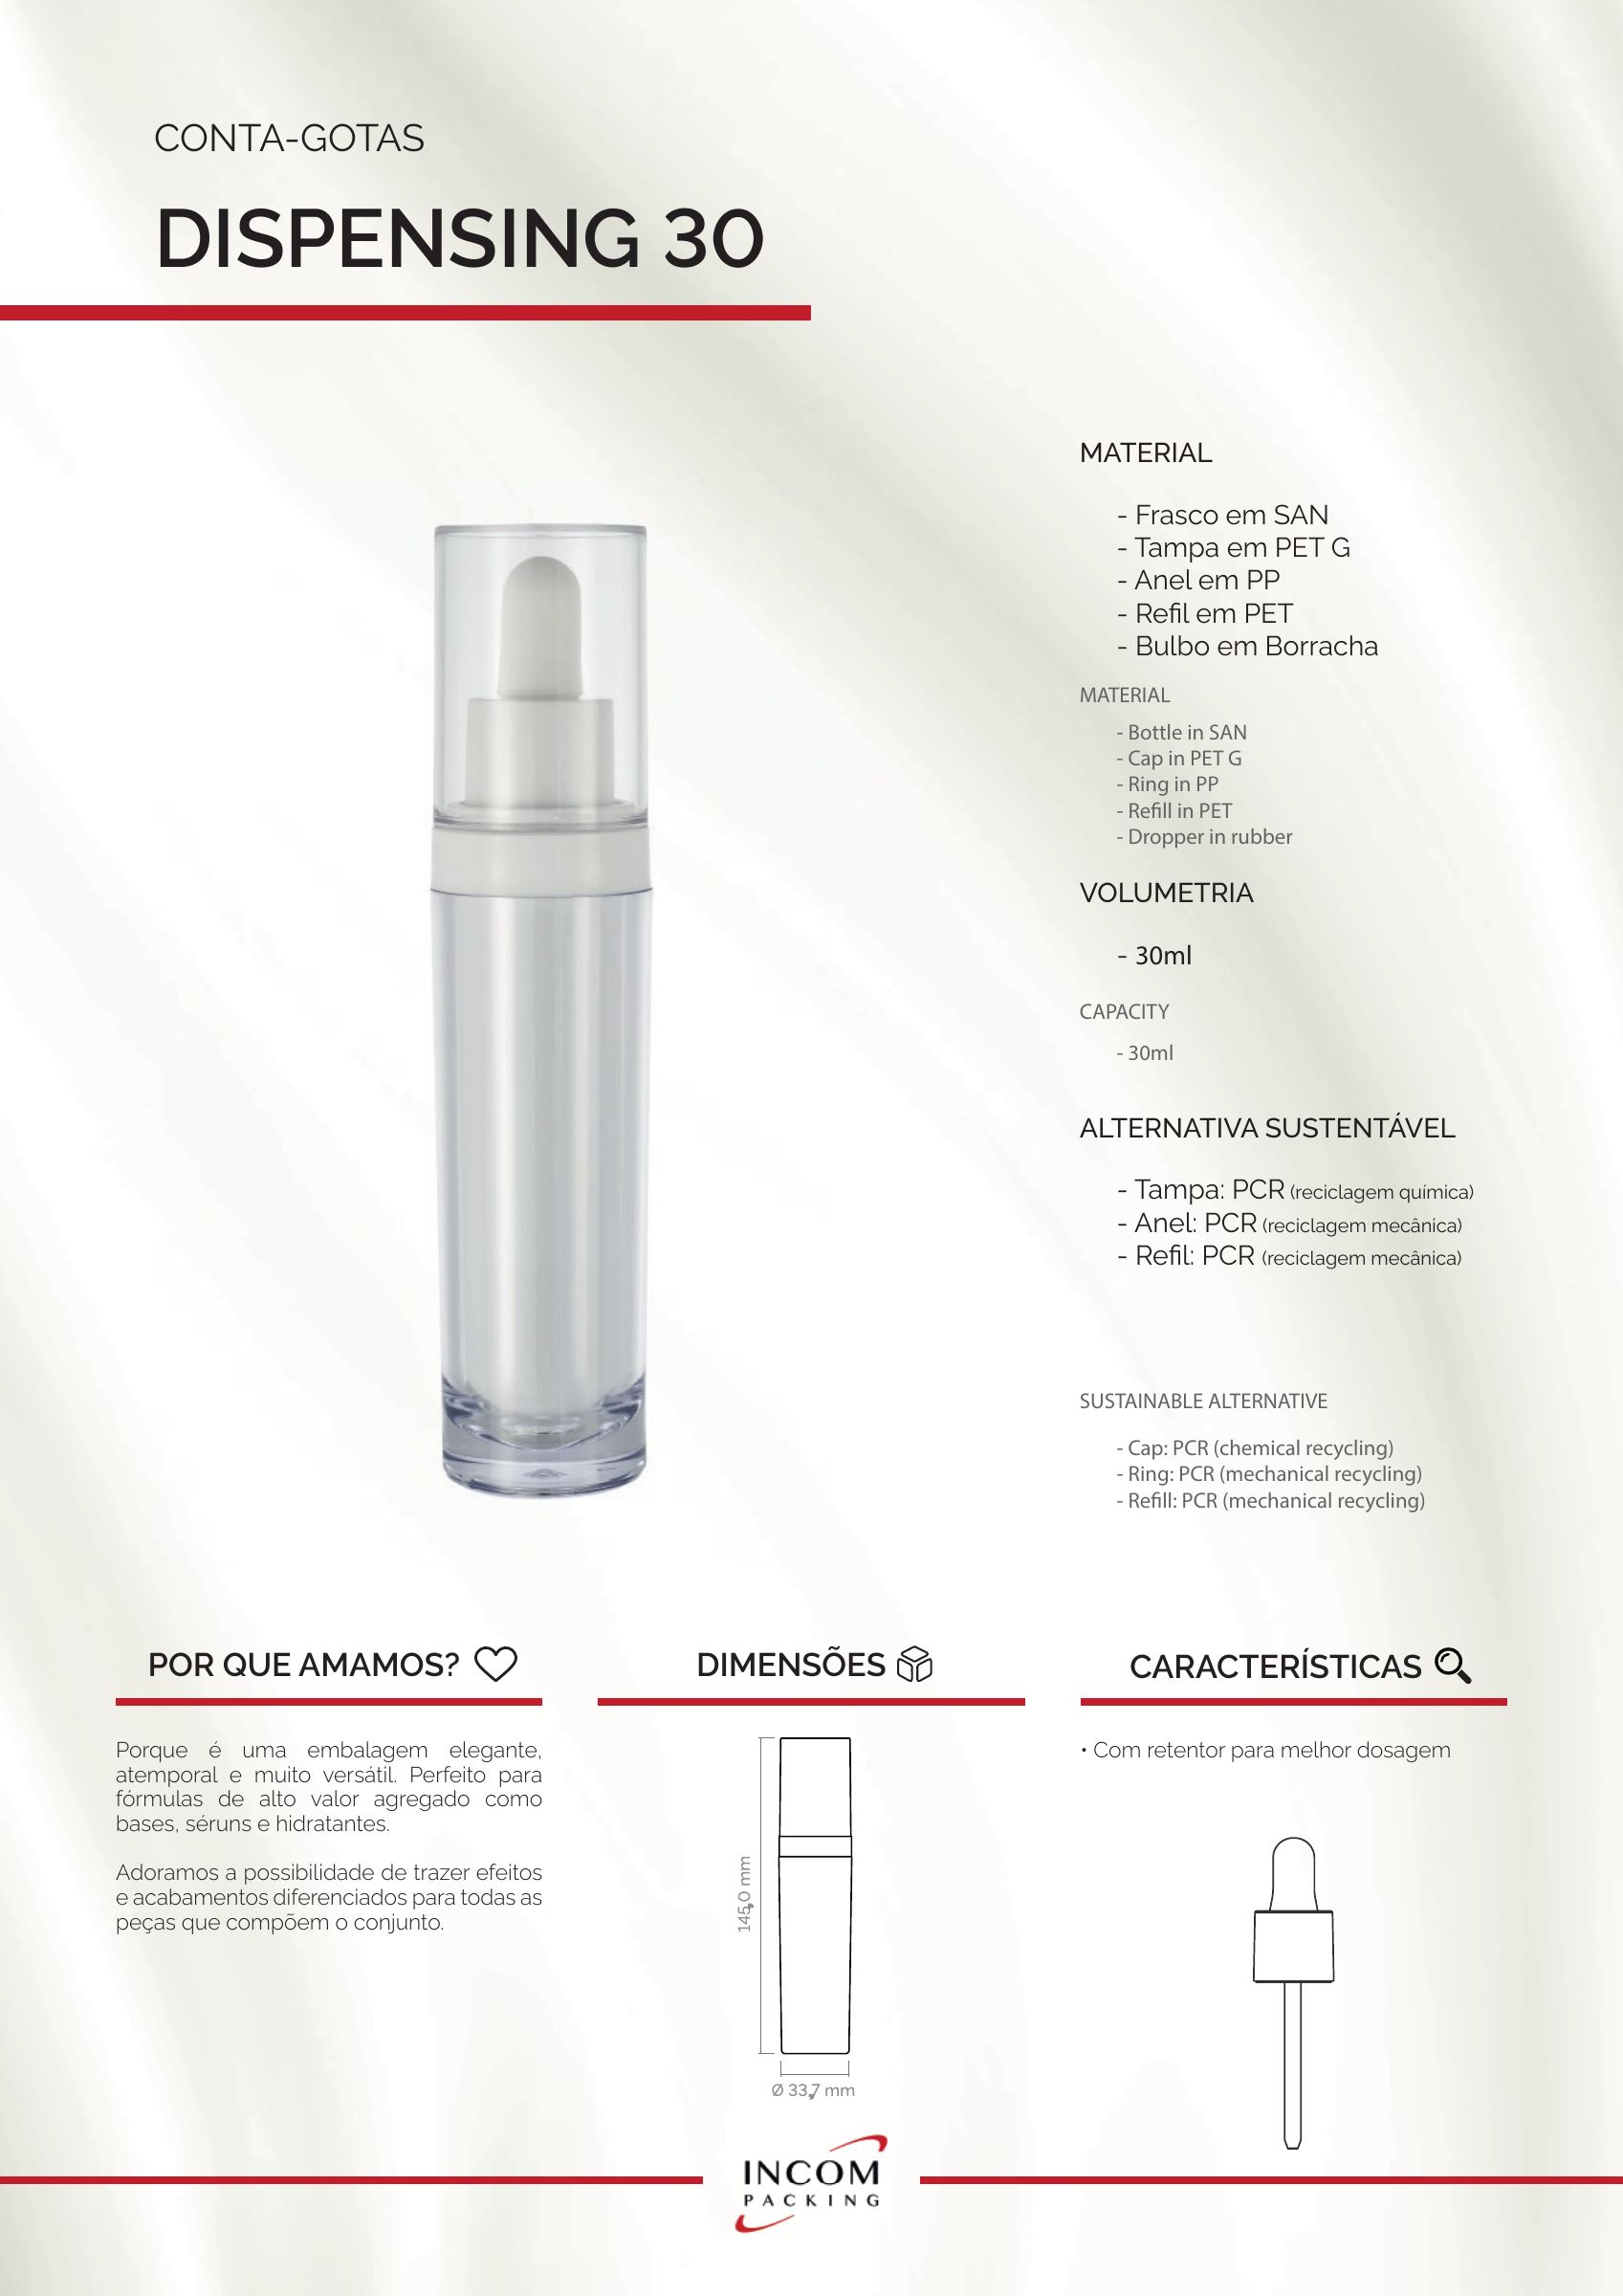 CONTA-GOTAS
DISPENSING 30
MATERIAL
- Frasco em SAN
- Tampa em PET G
- Anel em PP
- Refil em PET
- Bulbo em Borracha
MATERIAL
- Bottle in SAN
- Cap in PET G
- Ring in PP
- Refill in PET
- Dropper in rubber
VOLUMETRIA
- 30ml
CAPACITY
- 30ml
ALTERNATIVA SUSTENTÁVEL
- Tampa: PCR (reciclagem química)
- Anel: PCR (reciclagem mecânica)
- Refil: PCR (reciclagem mecânica)
SUSTAINABLE ALTERNATIVE
- Cap: PCR (chemical recycling)
- Ring: PCR (mechanical recycling)
- Refill: PCR (mechanical recycling)
POR QUE AMAMOS?
Porque é uma embalagem elegante,
atemporal e muito versátil. Perfeito para
fórmulas de alto valor agregado como
bases, séruns e hidratantes.
Adoramos a possibilidade de trazer efeitos
e acabamentos diferenciados para todas as
peças que compõem o conjunto.
DIMENSÕES
145,0 mm
Ø 33,7 mm
CARACTERÍSTICAS
• Com retentor para melhor dosagem
INCOM
PACKING